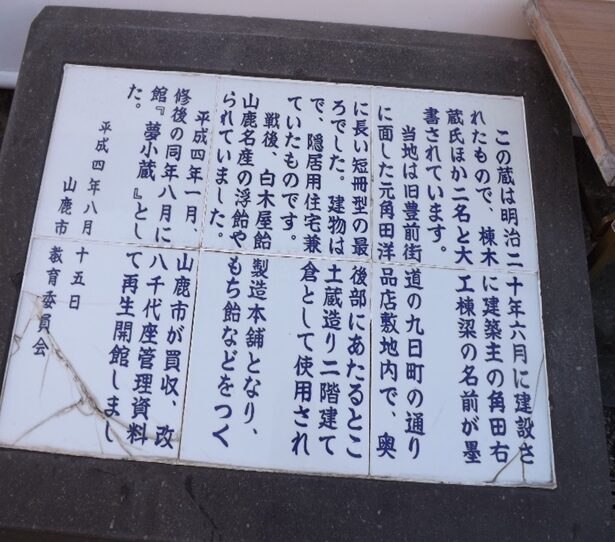 この蔵は明治二十年六月に建設さ
れたもので、棟木に建築主の角田右
蔵氏ほか二名と大工棟梁の名前が墨
書されています。
当地は旧豊前街道の九日町の通り
に面した元角田洋品店敷地内で、奥
に長い短冊型の最後部にあたるとこ
ろでした。建物は土蔵造り二階建て
で、隠居用住宅兼倉として使用され
ていたものです。
戦後、白木屋飴製造本舗となり、
山鹿名産の浮飴やもち飴などをつく
られていました。
平成四年一月、山鹿市が買収、改
修後の同年八月に八千代座管理資料
館『夢小蔵』として再生開館しまし
た。
平成四年八月十五日
山鹿市教育委員会